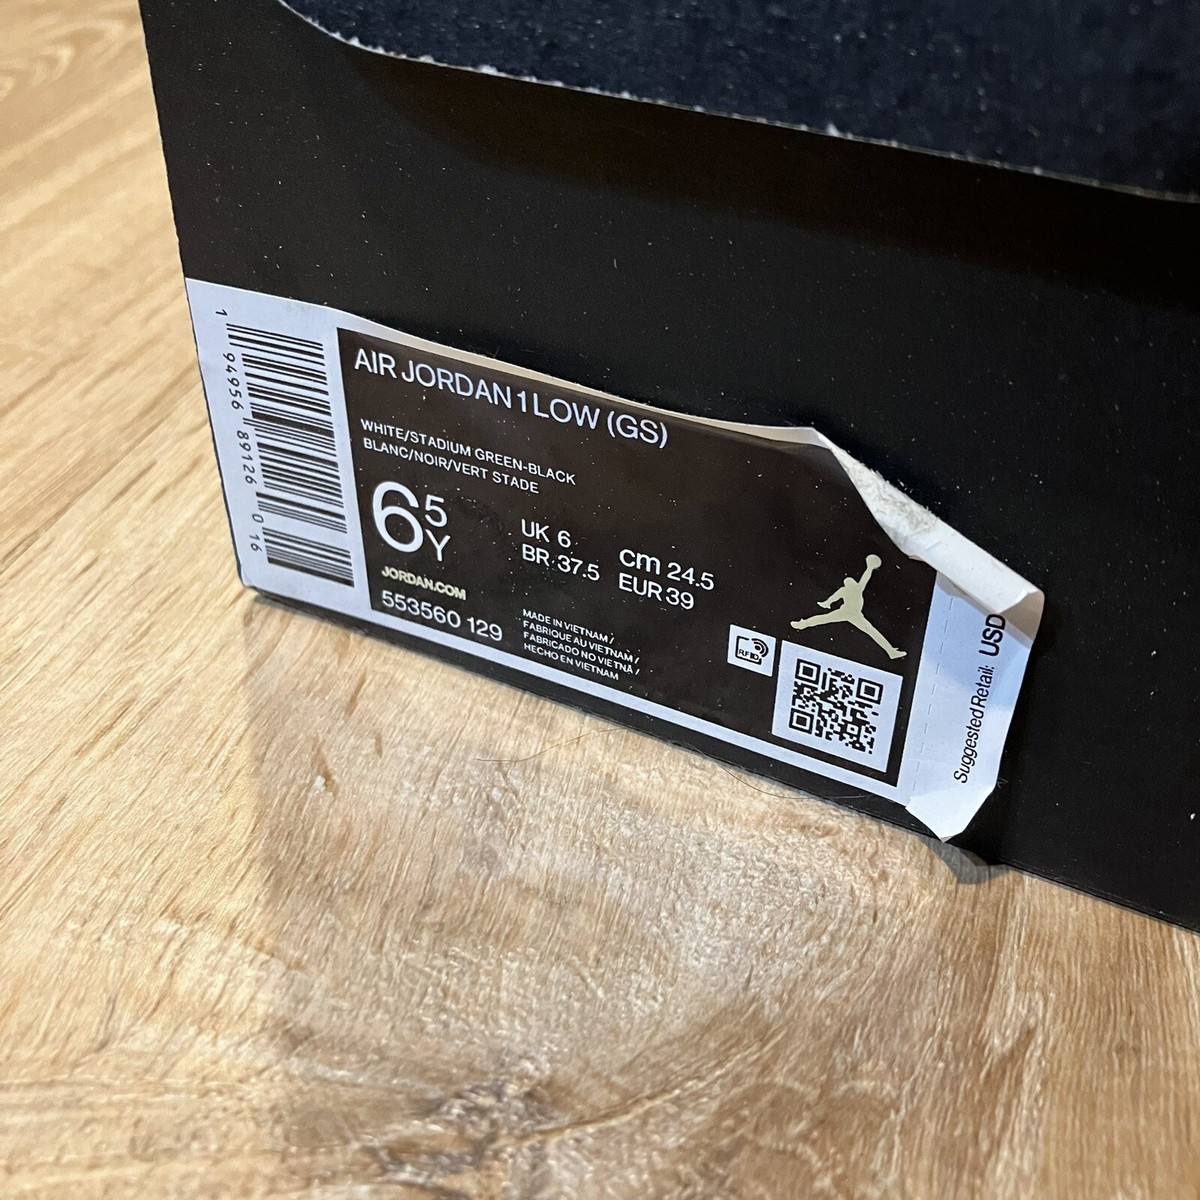 1 94956 89126 0 16
AIR JORDAN 1 LOW (GS)
WHITE/STADIUM GREEN-BLACK
BLANC/NOIR/VERT STADE
6 5 Y
UK 6
BR 37.5
cm 24.5
EUR 39
JORDAN.COM
553560 129
MADE IN VIETNAM /
FABRIQUE AU VIETNAM /
FABRICADO NO VIETNÃ /
HECHO EN VIETNAM
RFID
Suggested Retail: USD